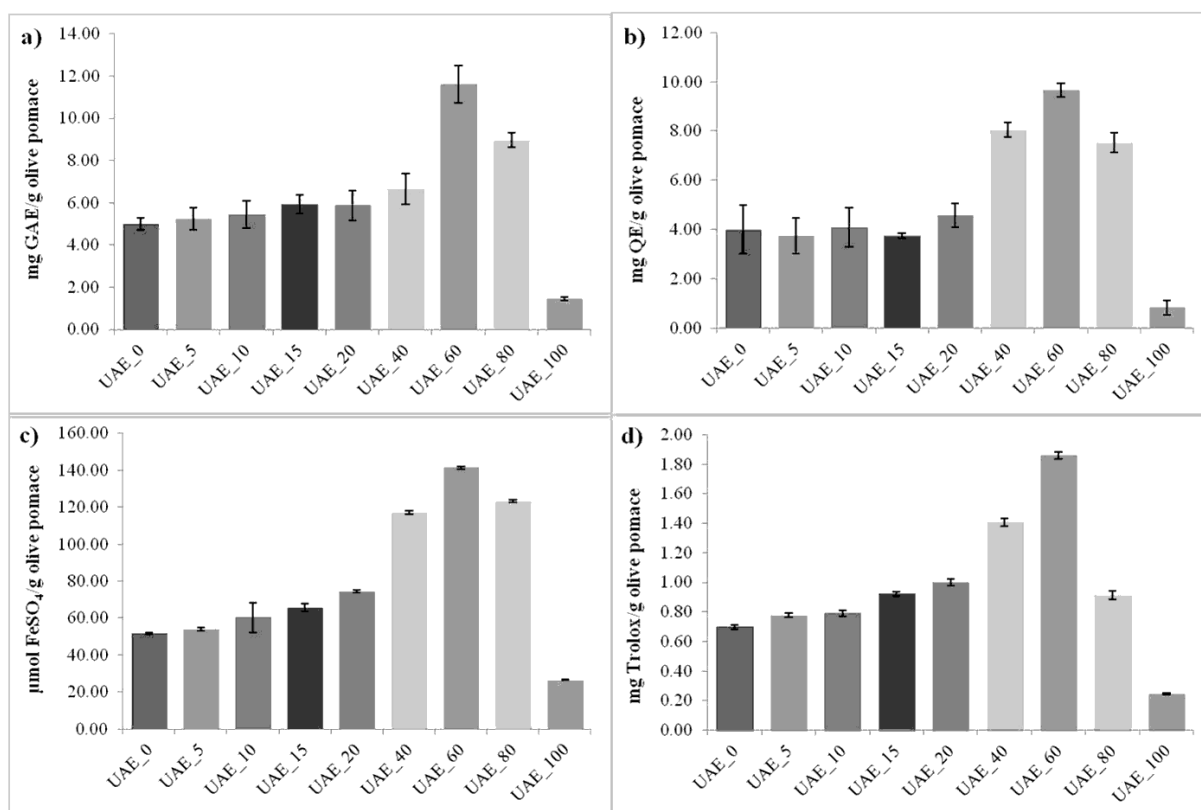 a)
mg GAE/g olive pomace
14.00
12.00
10.00
8.00
6.00
4.00
2.00
0.00
UAE_0
UAE_5
UAE_10
UAE_15
UAE_20
UAE_40
UAE_60
UAE_80
UAE_100
b)
mg QE/g olive pomace
12.00
10.00
8.00
6.00
4.00
2.00
0.00
UAE_0
UAE_5
UAE_10
UAE_15
UAE_20
UAE_40
UAE_60
UAE_80
UAE_100
c)
µmol FeSO₄/g olive pomace
160.00
140.00
120.00
100.00
80.00
60.00
40.00
20.00
0.00
UAE_0
UAE_5
UAE_10
UAE_15
UAE_20
UAE_40
UAE_60
UAE_80
UAE_100
d)
mg Trolox/g olive pomace
2.00
1.80
1.60
1.40
1.20
1.00
0.80
0.60
0.40
0.20
0.00
UAE_0
UAE_5
UAE_10
UAE_15
UAE_20
UAE_40
UAE_60
UAE_80
UAE_100